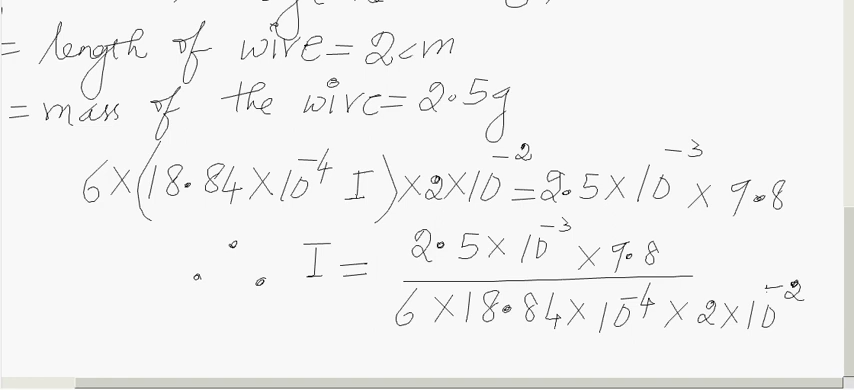 = length of wire = 2cm
= mass of the wire = 2.5g
6×(18.84×10⁻⁴ I)×2×10⁻² = 2.5×10⁻³ × 9.8
∴ I = 2.5×10⁻³ × 9.8
6×18.84×10⁻⁴ × 2×10⁻²